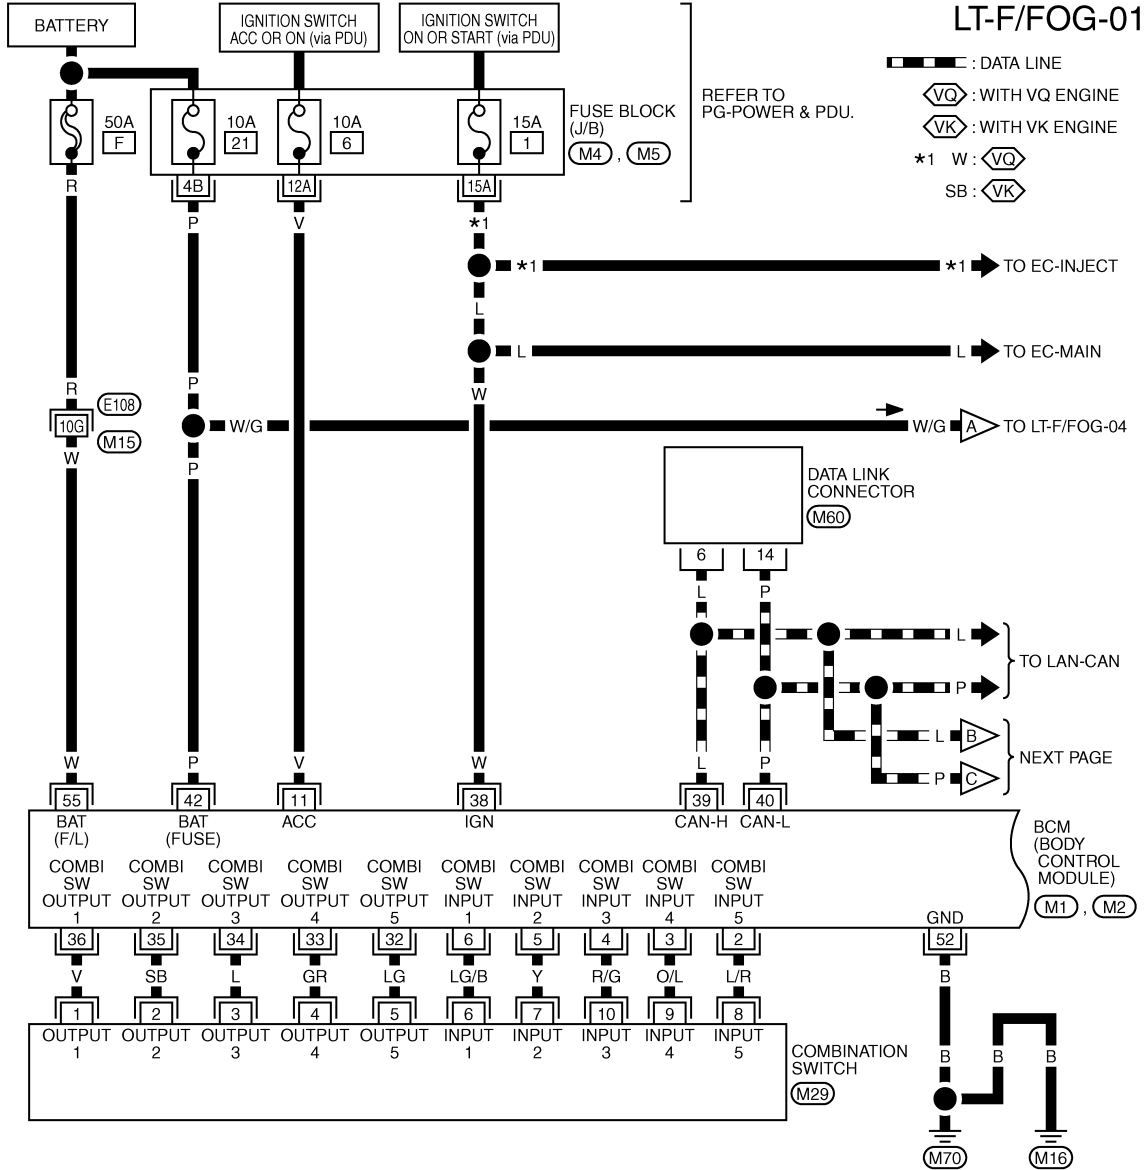 LT-F/FOG-01
BATTERY
IGNITION SWITCH
ACC OR ON (via PDU)
IGNITION SWITCH
ON OR START (via PDU)
: DATA LINE
VQ : WITH VQ ENGINE
VK : WITH VK ENGINE
*1 W : VQ
SB : VK
50A
F
10A
21
10A
6
15A
1
FUSE BLOCK
(J/B)
M4 , M5
REFER TO
PG-POWER & PDU.
4B 12A 15A
R
P V *1
*1 *1 TO EC-INJECT
L
L L TO EC-MAIN
R P W
E108
10G
M15
W/G W/G A TO LT-F/FOG-04
W P
DATA LINK
CONNECTOR
M60
6 14
L P
L
P
TO LAN-CAN
L B
P C
NEXT PAGE
W P V W L P
55 42 11 38 39 40
BAT
(F/L)
BAT
(FUSE)
ACC
IGN
CAN-H
CAN-L
BCM
(BODY
CONTROL
MODULE)
M1 , M2
COMBI
SW
OUTPUT
1
COMBI
SW
OUTPUT
2
COMBI
SW
OUTPUT
3
COMBI
SW
OUTPUT
4
COMBI
SW
OUTPUT
5
COMBI
SW
INPUT
1
COMBI
SW
INPUT
2
COMBI
SW
INPUT
3
COMBI
SW
INPUT
4
COMBI
SW
INPUT
5
GND
36 35 34 33 32 6 5 4 3 2 52
V SB L GR LG LG/B Y R/G O/L L/R B
1 2 3 4 5 6 7 10 9 8
OUTPUT
1
OUTPUT
2
OUTPUT
3
OUTPUT
4
OUTPUT
5
INPUT
1
INPUT
2
INPUT
3
INPUT
4
INPUT
5
COMBINATION
SWITCH
M29
B B B
M70 M16